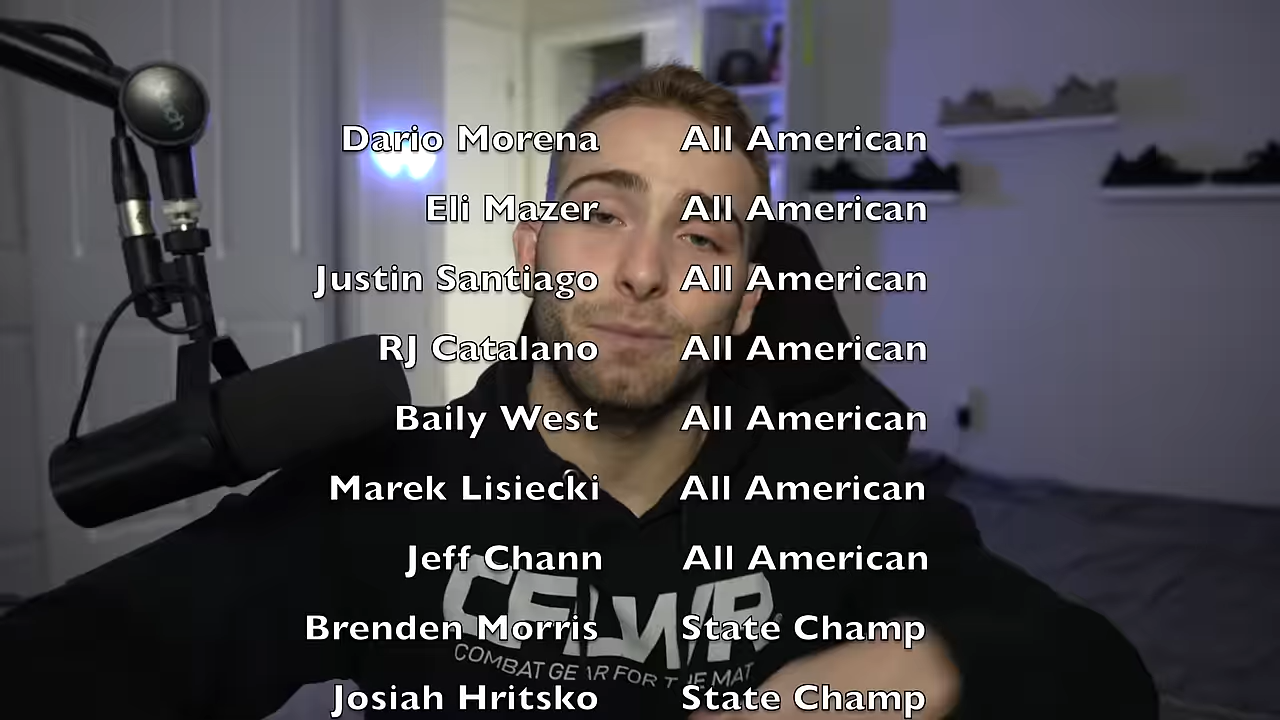 Dario Morena All American
Eli Mazer All American
Justin Santiago All American
RJ Catalano All American
Baily West All American
Marek Lisiecki All American
Jeff Chann All American
CFLWR
COMBAT GEAR FOR THE MAT
Brenden Morris State Champ
Josiah Hritsko State Champ